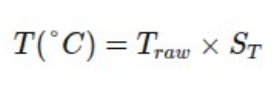 T(°C) = T_raw × S_T